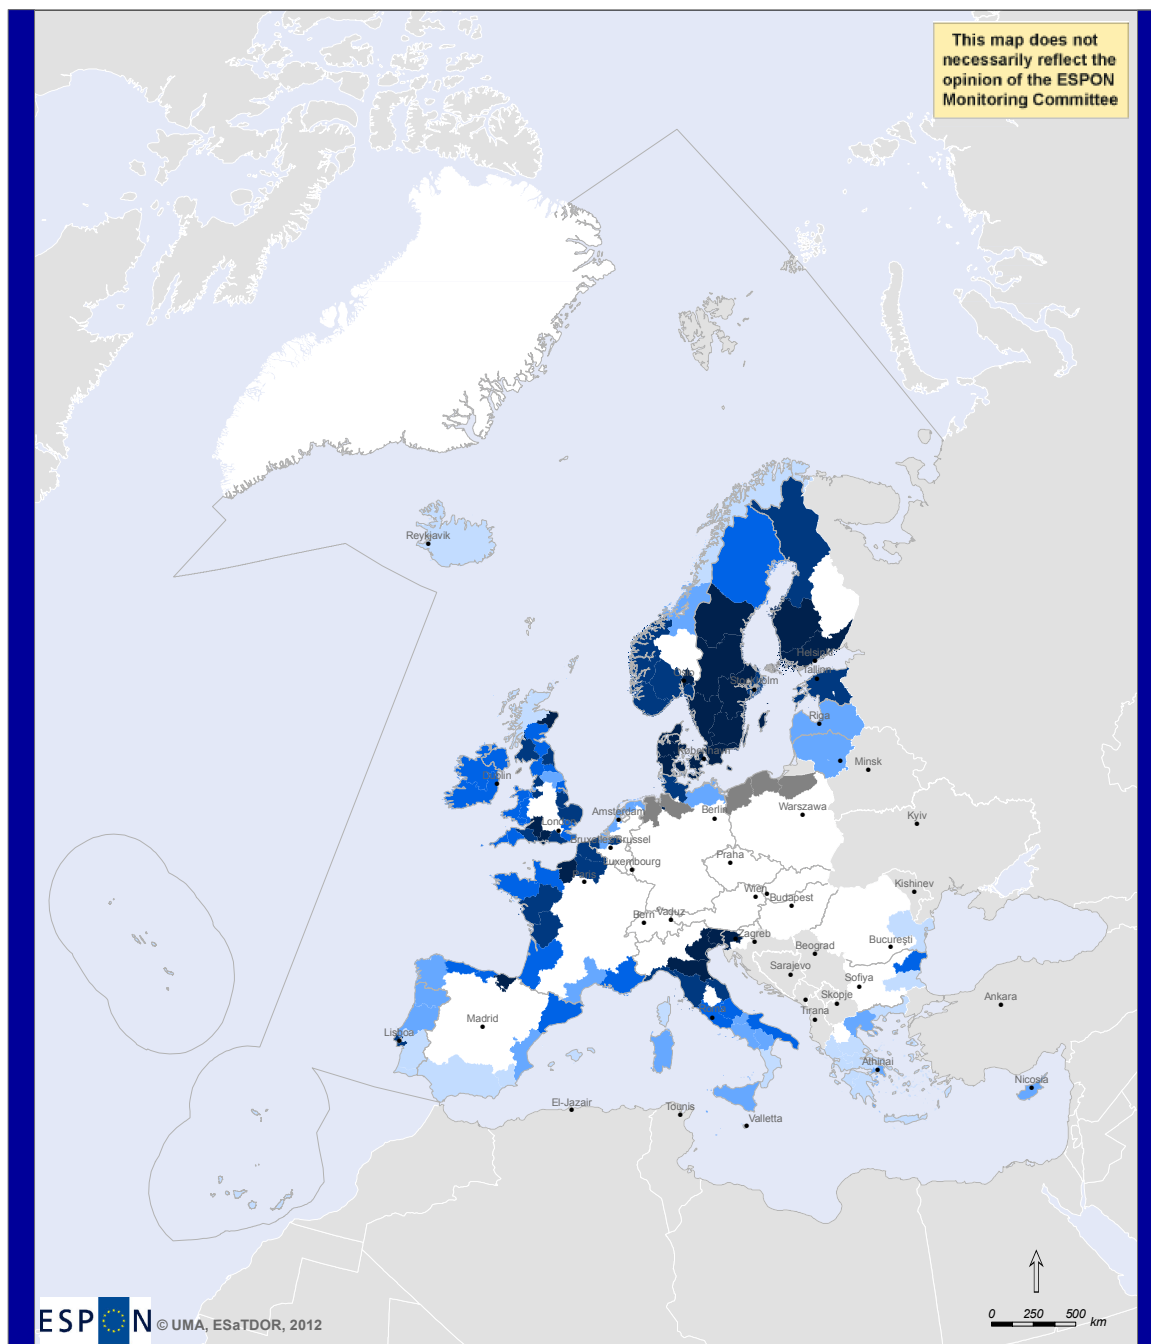 This map does not
necessarily reflect the
opinion of the ESPON
Monitoring Committee
Reykjavik
Helsinki
Tallinn
Stockholm
Riga
København
Minsk
Dublin
Amsterdam
Berlin
Warszawa
London
Kyiv
Bruxelles/Brussel
Praha
Luxembourg
Paris
Kishinev
Wien
Budapest
Bern
Vaduz
Zagreb
Bucureşti
Beograd
Sarajevo
Sofiya
Skopje
Ankara
Madrid
Tirana
Lisboa
Athinai
Nicosia
El-Jazair
Tounis
Valletta
0 250 500 km
ESPON © UMA, ESaTDOR, 2012